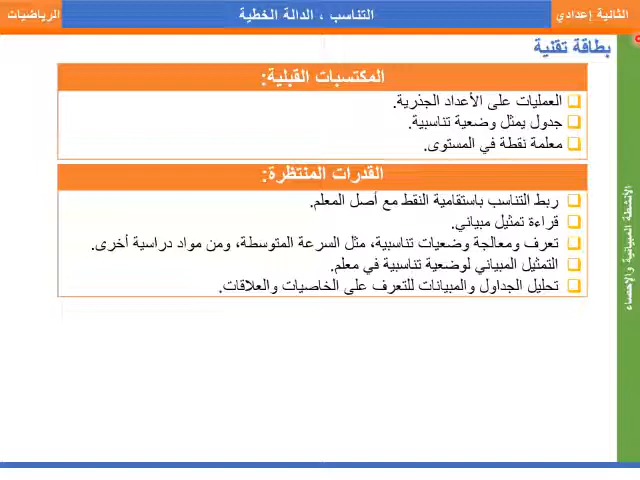 الثانية إعدادي
التناسب ، الدالة الخطية
الرياضيات
بطاقة تقنية
المكتسبات القبلية:
العمليات على الأعداد الجذرية.
جدول يمثل وضعية تناسبية.
معلمة نقطة في المستوى.
القدرات المنتظرة:
ربط التناسب باستقامية النقط مع أصل المعلم.
قراءة تمثيل مبياني.
تعرف ومعالجة وضعيات تناسبية، مثل السرعة المتوسطة، ومن مواد دراسية أخرى.
التمثيل المبياني لوضعية تناسبية في معلم.
تحليل الجداول والمبيانات للتعرف على الخاصيات والعلاقات.
الأنشطة المبيانية والإحصاء